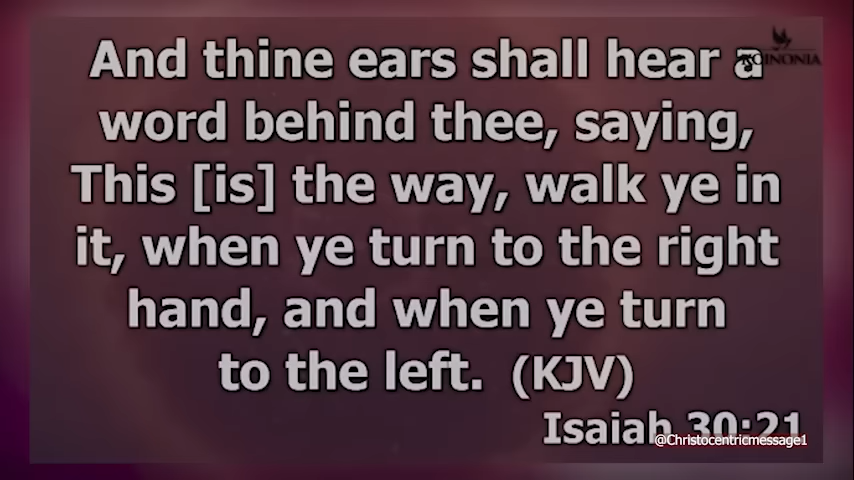 And thine ears shall hear a
KOINONIA
word behind thee, saying,
This [is] the way, walk ye in
it, when ye turn to the right
hand, and when ye turn
to the left. (KJV)
Isaiah 30:21
@Christocentricmessage1